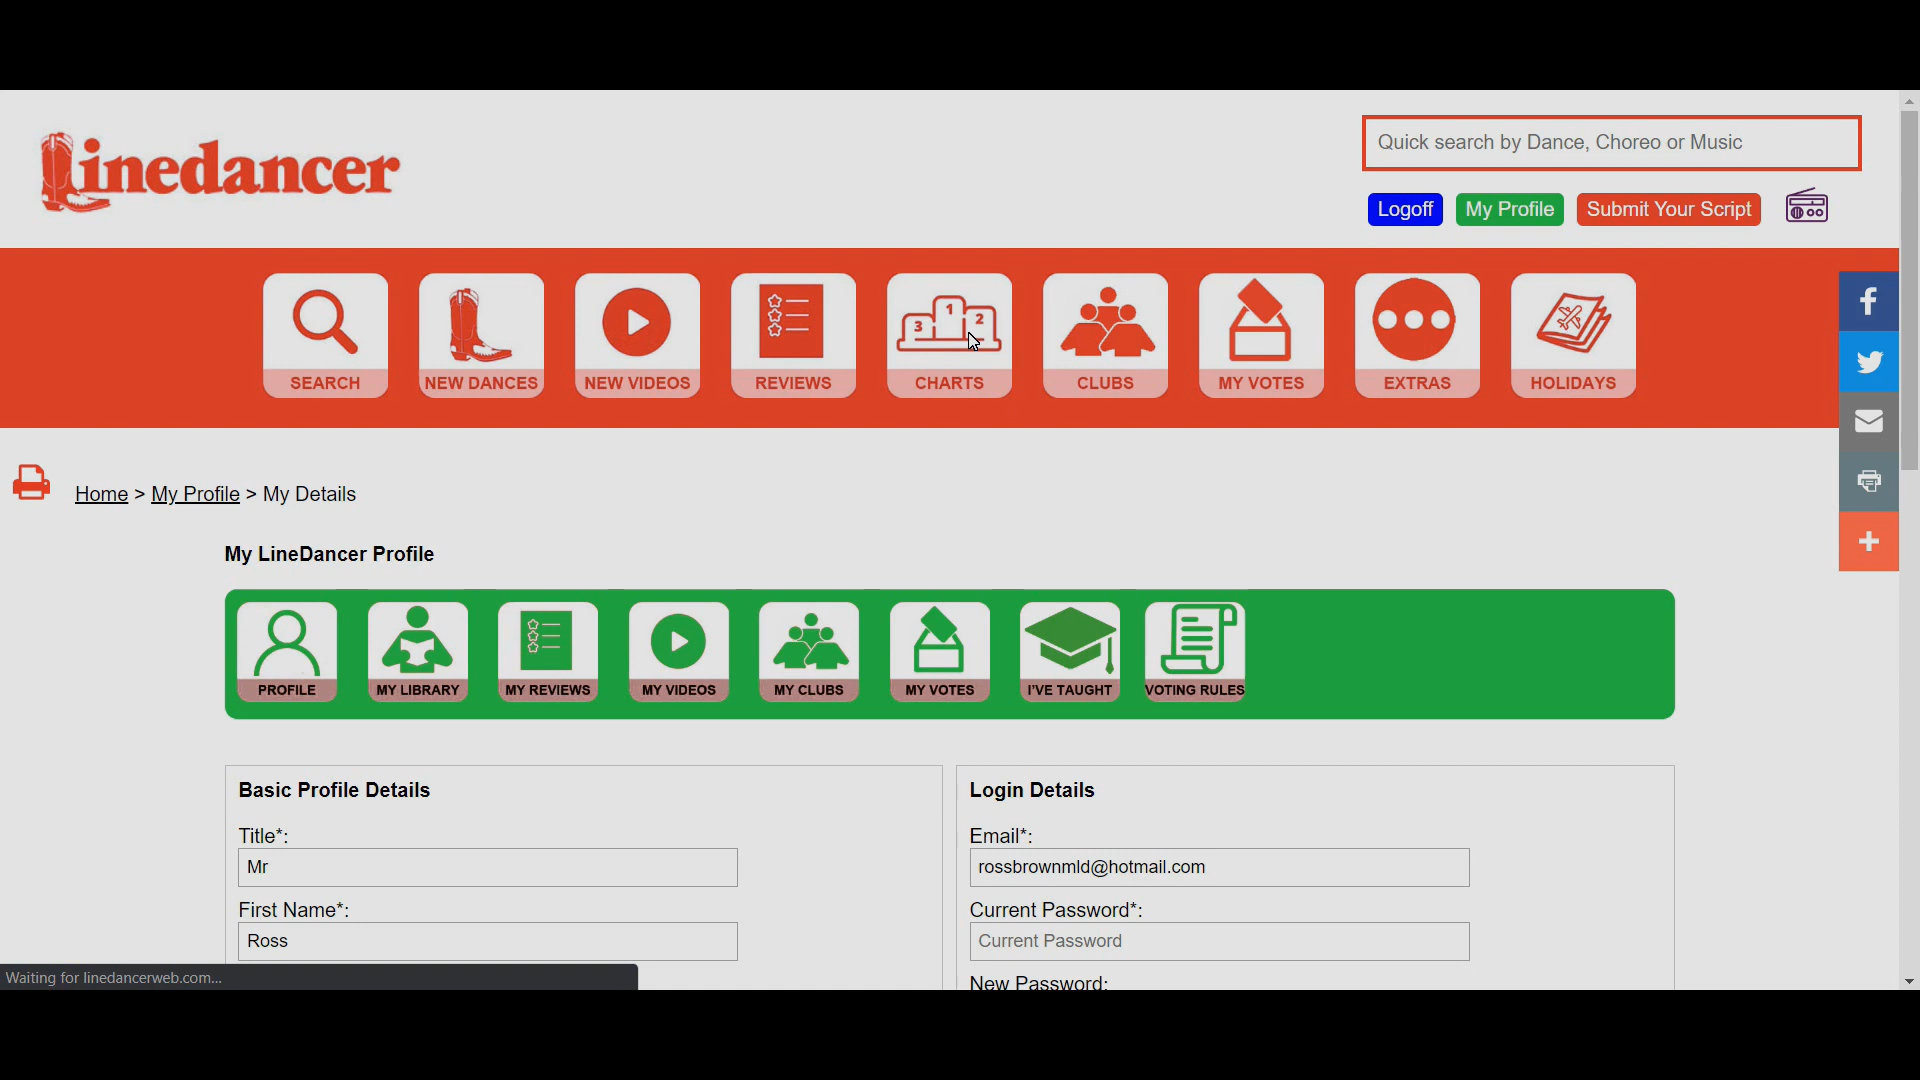 Linedancer
Quick search by Dance, Choreo or Music
Logoff
My Profile
Submit Your Script
SEARCH
NEW DANCES
NEW VIDEOS
REVIEWS
3 1 2
CHARTS
CLUBS
MY VOTES
EXTRAS
HOLIDAYS
Home > My Profile > My Details
My LineDancer Profile
PROFILE
MY LIBRARY
MY REVIEWS
MY VIDEOS
MY CLUBS
MY VOTES
I'VE TAUGHT
VOTING RULES
Basic Profile Details
Title*:
Mr
First Name*:
Ross
Login Details
Email*:
rossbrownmld@hotmail.com
Current Password*:
Current Password
New Password:
Waiting for linedancerweb.com...